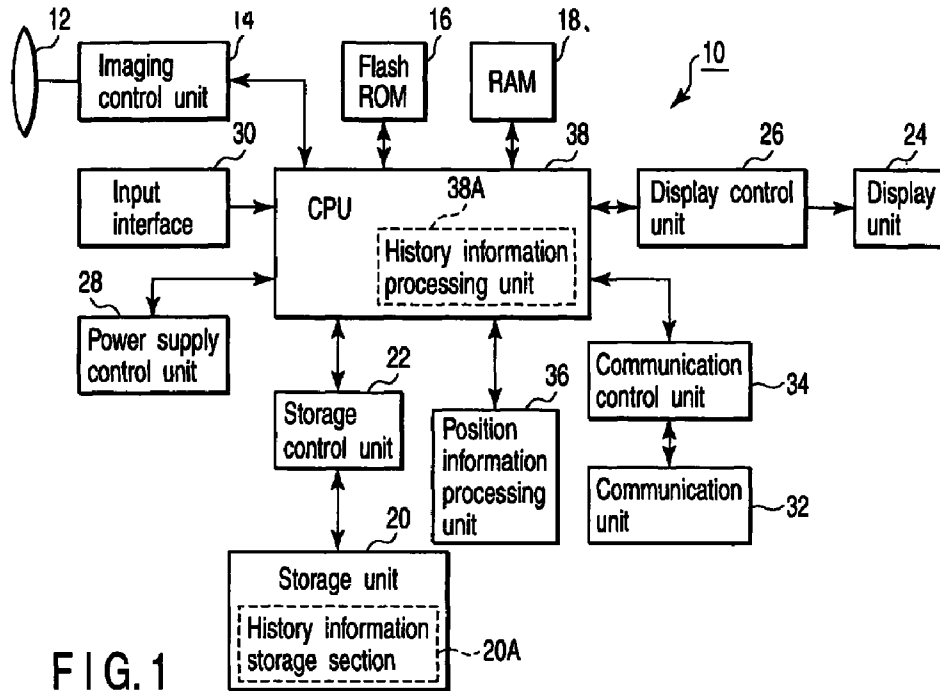 12
14
16
18
10
Imaging
control unit
Flash
ROM
RAM
30
38
26
24
Input
interface
CPU
38A
History information
processing unit
Display control
unit
Display
unit
28
Power supply
control unit
22
Storage
control unit
36
Position
information
processing
unit
Communication
control unit
34
Communication
unit
32
20
Storage unit
History information
storage section
20A
FIG.1